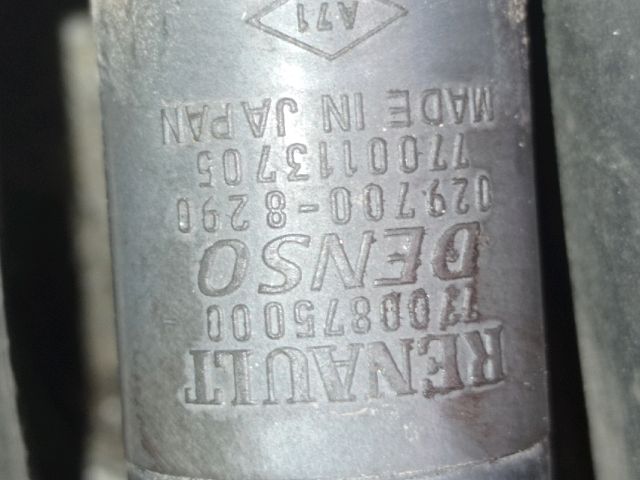 RENAULT
7700875000 -
DENSO
029700-8290
7700113705
MADE IN JAPAN
A71